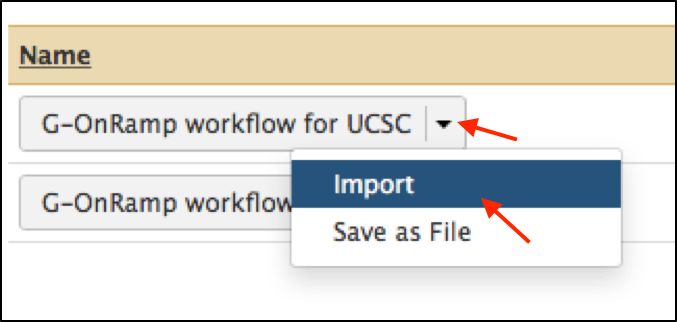 Name
G-OnRamp workflow for UCSC
Import
G-OnRamp workflow
Save as File